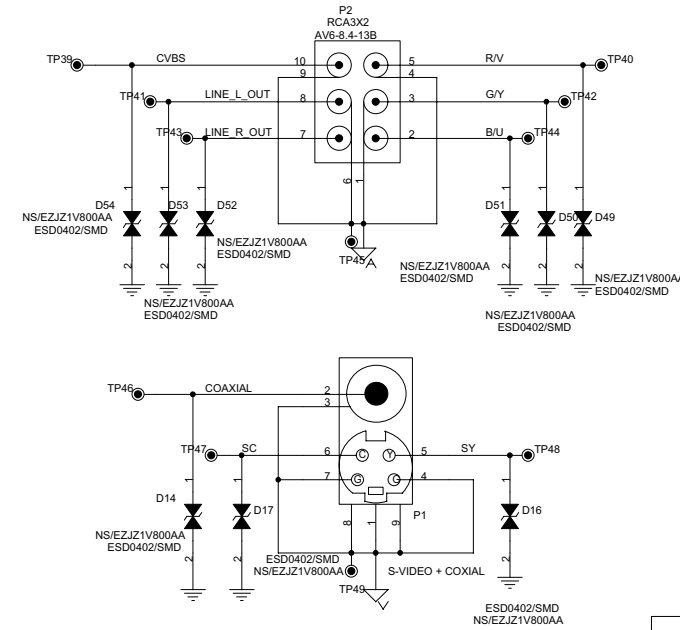 P2
RCA3X2
AV6-8.4-13B
TP39 CVBS 10 5 R/V TP40
9 4
TP41 LINE_L_OUT 8 3 G/Y TP42
TP43 LINE_R_OUT 7 2 B/U TP44
6 1
1 1 1 1 1 1
D54 D53 D52 D51 D50 D49
NS/EZJZ1V800AA
ESD0402/SMD
NS/EZJZ1V800AA
ESD0402/SMD
TP45 A
NS/EZJZ1V800AA
ESD0402/SMD
2 2 2 2 2 2
NS/EZJZ1V800AA
ESD0402/SMD
NS/EZJZ1V800AA
ESD0402/SMD
NS/EZJZ1V800AA
ESD0402/SMD
TP46 COAXIAL 2
3
TP47 SC 6 C Y 5 SY TP48
7 G G 4
1 1 1
D14 D17 D16
8 1 9 P1
NS/EZJZ1V800AA
ESD0402/SMD
2 2 2
ESD0402/SMD
NS/EZJZ1V800AA
S-VIDEO + COXIAL
TP49 V
ESD0402/SMD
NS/EZJZ1V800AA